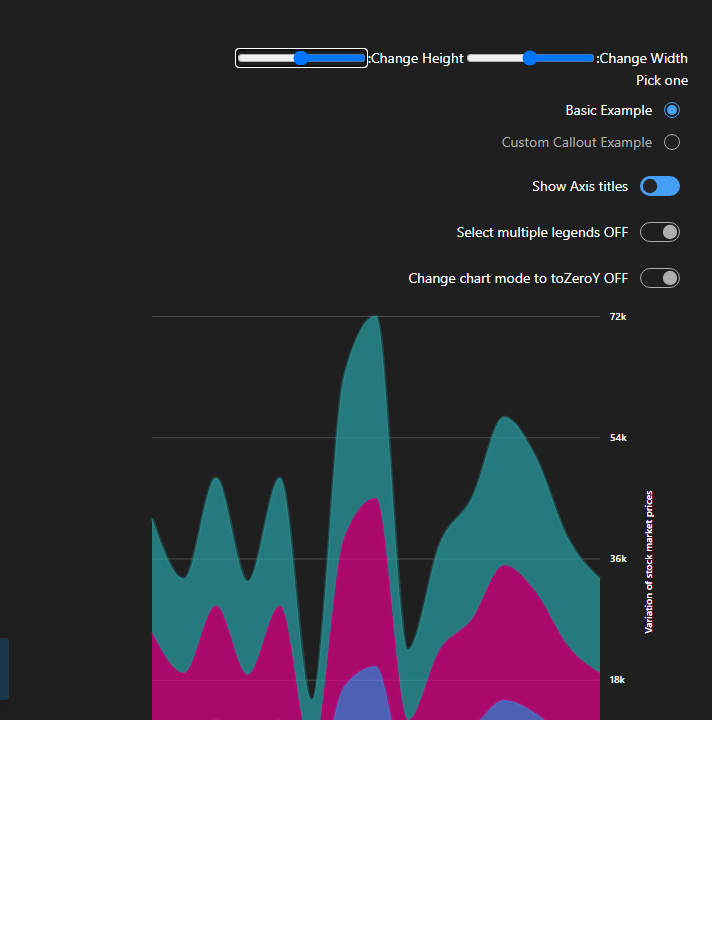 Change Width:
Change Height:
Pick one
Basic Example
Custom Callout Example
Show Axis titles
Select multiple legends OFF
Change chart mode to toZeroY OFF
72k
54k
36k
18k
Variation of stock market prices